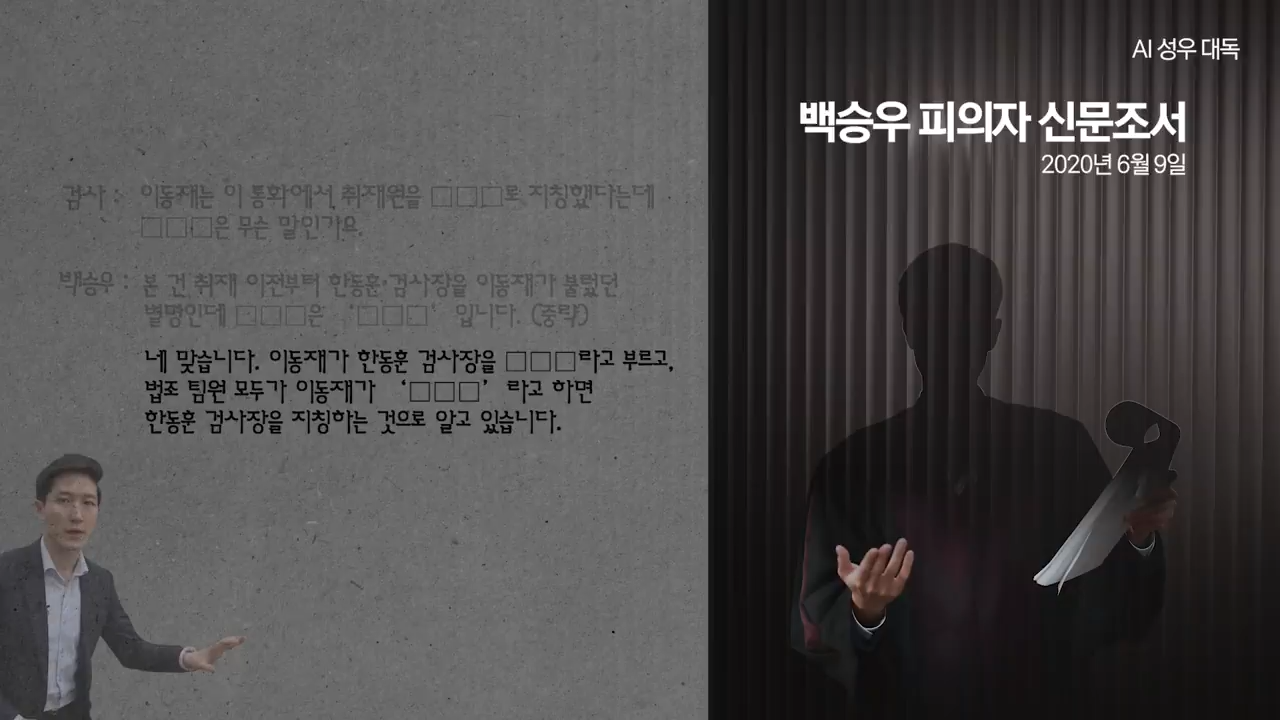 AI 성우 대독
백승우 피의자 신문조서
2020년 6월 9일
검사 : 이동재는 이 통화에서 취재원을 □□□로 지칭했다는데
□□□은 무슨 말인가요.
백승우 : 본 건 취재 이전부터 한동훈 검사장을 이동재가 불렀던
별명인데 □□□은 ‘□□□‘ 입니다. (중략)
네 맞습니다. 이동재가 한동훈 검사장을 □□□라고 부르고,
법조 팀원 모두가 이동재가 ‘□□□’ 라고 하면
한동훈 검사장을 지칭하는 것으로 알고 있습니다.